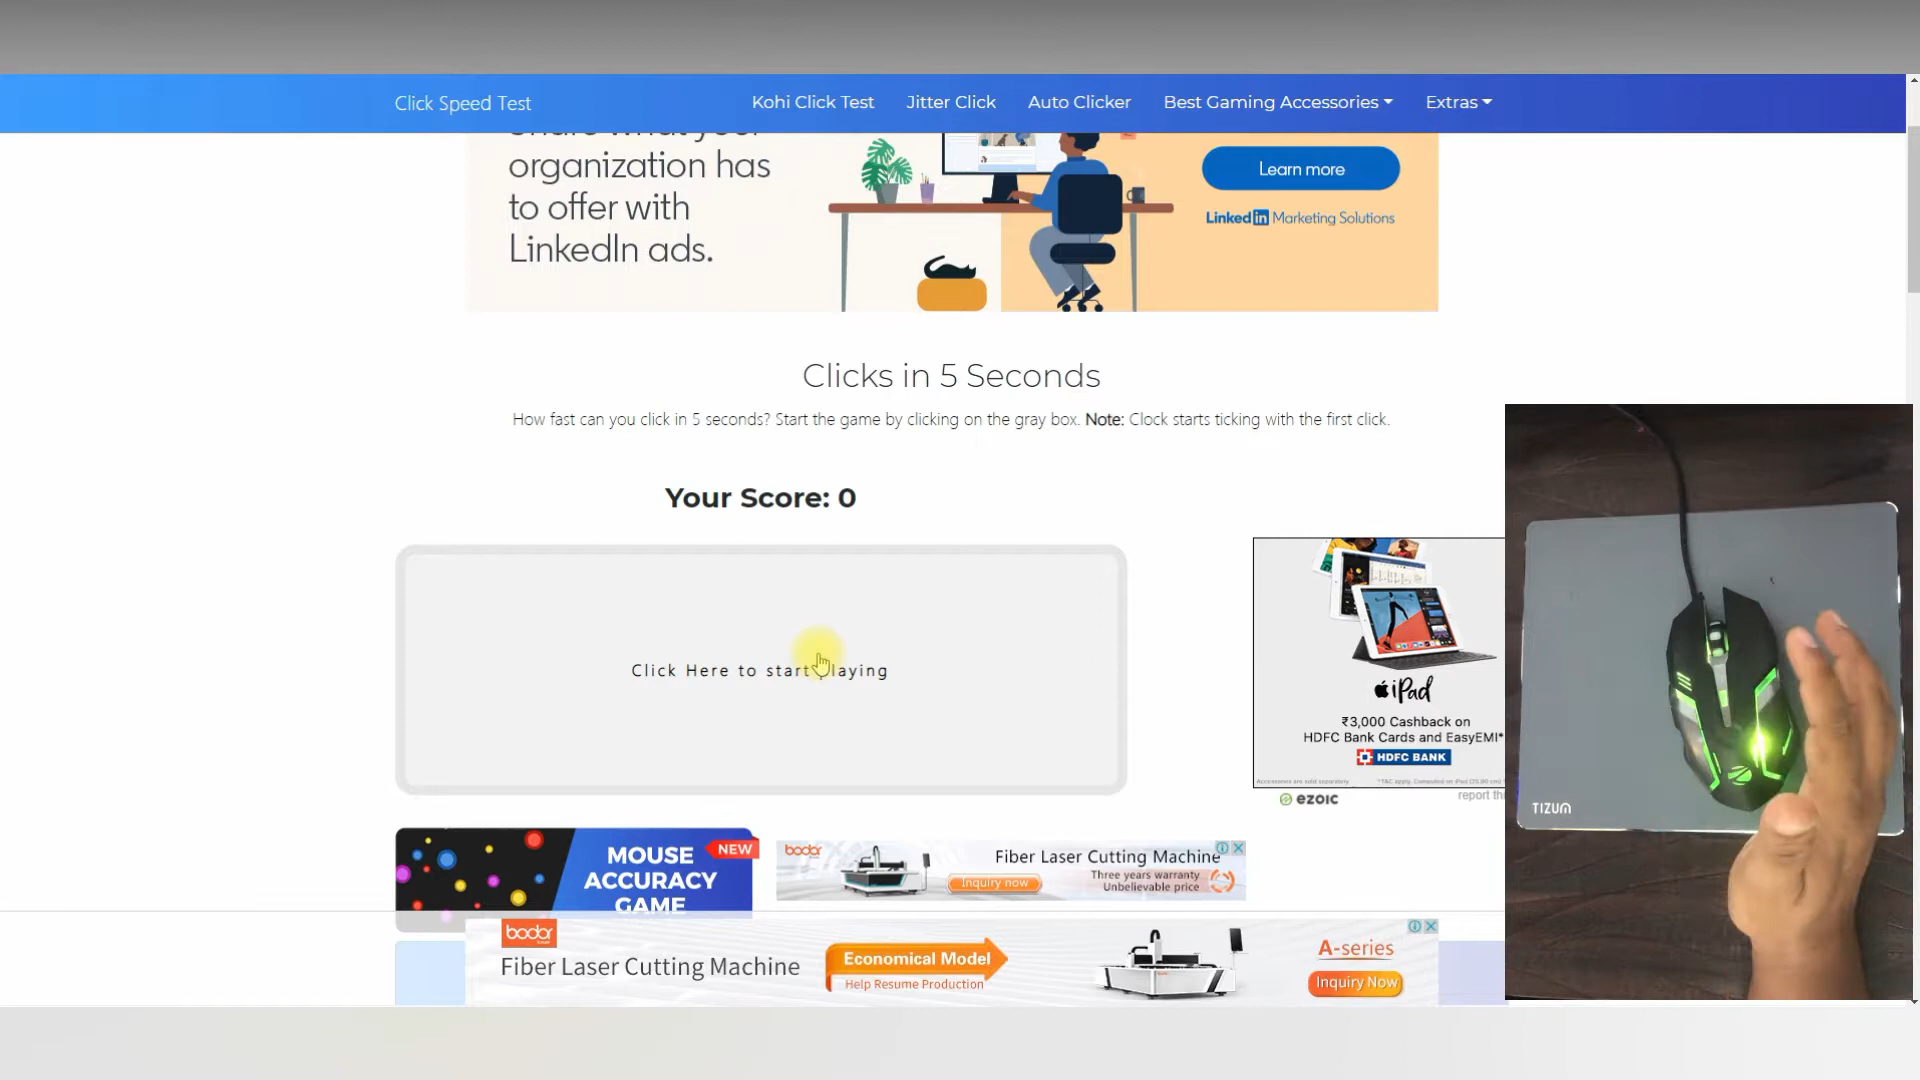 Click Speed Test
Kohi Click Test
Jitter Click
Auto Clicker
Best Gaming Accessories
Extras
organization has
to offer with
LinkedIn ads.
Learn more
Linked in Marketing Solutions
Clicks in 5 Seconds
How fast can you click in 5 seconds? Start the game by clicking on the gray box. Note: Clock starts ticking with the first click.
Your Score: 0
Click Here to start playing
iPad
₹3,000 Cashback on
HDFC Bank Cards and EasyEMI*
HDFC BANK
ezoic
report thi
TIZUM
MOUSE
ACCURACY
GAME
NEW
bodor
Fiber Laser Cutting Machine
Inquiry now
Three years warranty
Unbelievable price
bodor
Fiber Laser Cutting Machine
Economical Model
Help Resume Production
A-series
Inquiry Now